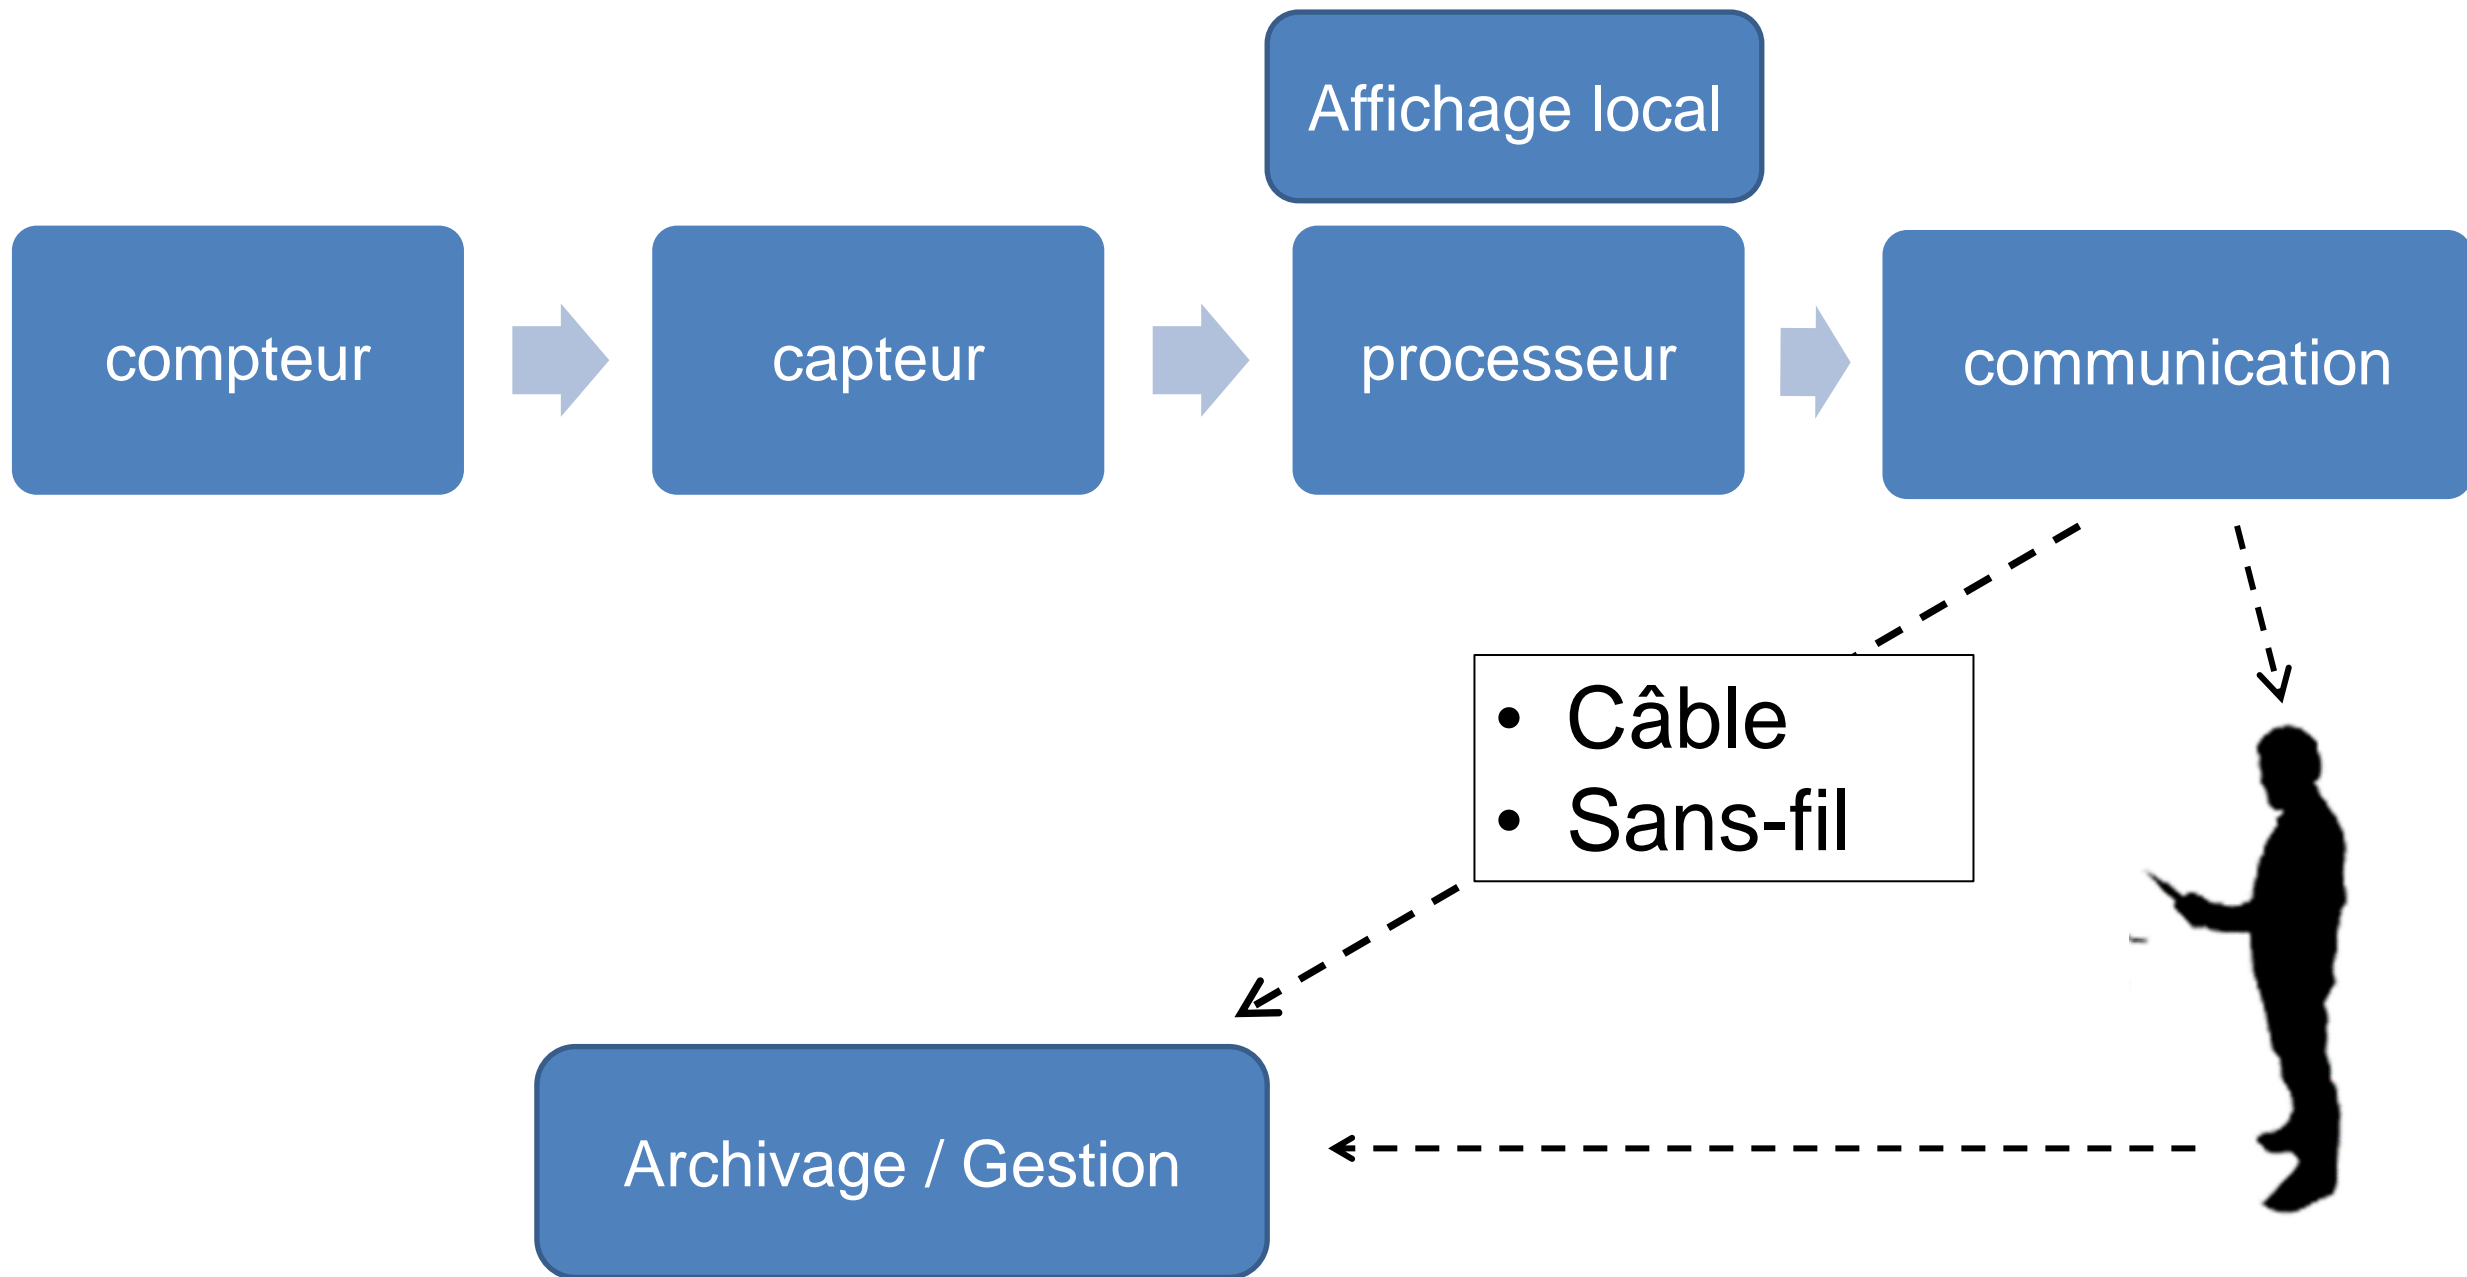 Affichage local
compteur
capteur
processeur
communication
• Câble
• Sans-fil
Archivage / Gestion